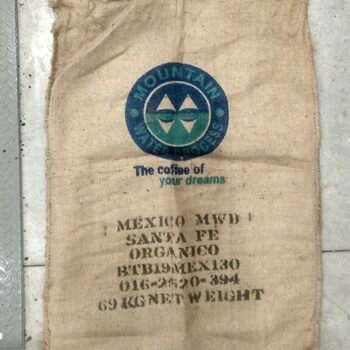 MOUNTAIN
WATER PROCESS
The coffee of
your dreams
MEXICO MWD
SANTA FE
ORGANICO
BTB19MEX130
016-2820-394
69 KG NET WEIGHT